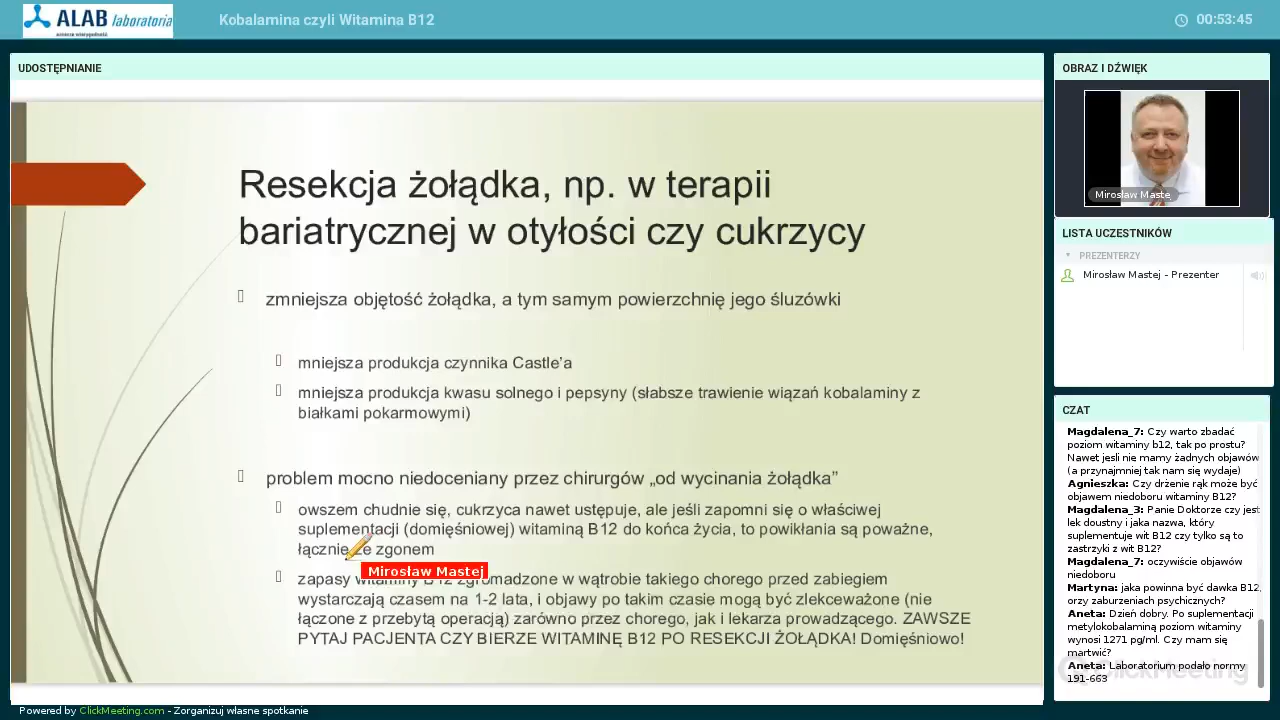 ALAB laboratoria
Kobalamina czyli Witamina B12
00:53:45
UDOSTĘPNIANIE
Resekcja żołądka, np. w terapii
bariatrycznej w otyłości czy cukrzycy
zmniejsza objętość żołądka, a tym samym powierzchnię jego śluzówki
mniejsza produkcja czynnika Castle'a
mniejsza produkcja kwasu solnego i pepsyny (słabsze trawienie wiązań kobalaminy z
białkami pokarmowymi)
problem mocno niedoceniany przez chirurgów „od wycinania żołądka”
owszem chudnie się, cukrzyca nawet ustępuje, ale jeśli zapomni się o właściwej
suplementacji (domięśniowej) witaminą B12 do końca życia, to powikłania są poważne,
łącznie ze zgonem
Mirosław Mastej
zapasy witaminy B12 zgromadzone w wątrobie takiego chorego przed zabiegiem
wystarczają czasem na 1-2 lata, i objawy po takim czasie mogą być zlekceważone (nie
łączone z przebytą operacją) zarówno przez chorego, jak i lekarza prowadzącego. ZAWSZE
PYTAJ PACJENTA CZY BIERZE WITAMINĘ B12 PO RESEKCJI ŻOŁĄDKA! Domięśniowo!
OBRAZ I DŹWIĘK
Mirosław Maste
LISTA UCZESTNIKÓW
PREZENTERZY
Mirosław Mastej - Prezenter
CZAT
Magdalena_7: Czy warto zbadać
poziom witaminy b12, tak po prostu?
Nawet jesli nie mamy żadnych objawów
(a przynajmniej tak nam się wydaje)
Agnieszka: Czy drżenie rąk może być
objawem niedoboru witaminy B12?
Magdalena_3: Panie Doktorze czy jest
lek doustny i jaka nazwa, który
suplementuje wit B12 czy tylko są to
zastrzyki z wit B12?
Magdalena_7: oczywiście objawów
niedoboru
Martyna: jaka powinna być dawka B12,
orzy zaburzeniach psychicznych?
Aneta: Dzień dobry. Po suplementacji
metylokobalaminą poziom witaminy
wynosi 1271 pg/ml. Czy mam się
martwić?
Aneta: Laboratorium podało normy
191-663
ClickMeeting
Powered by ClickMeeting.com - Zorganizuj własne spotkanie